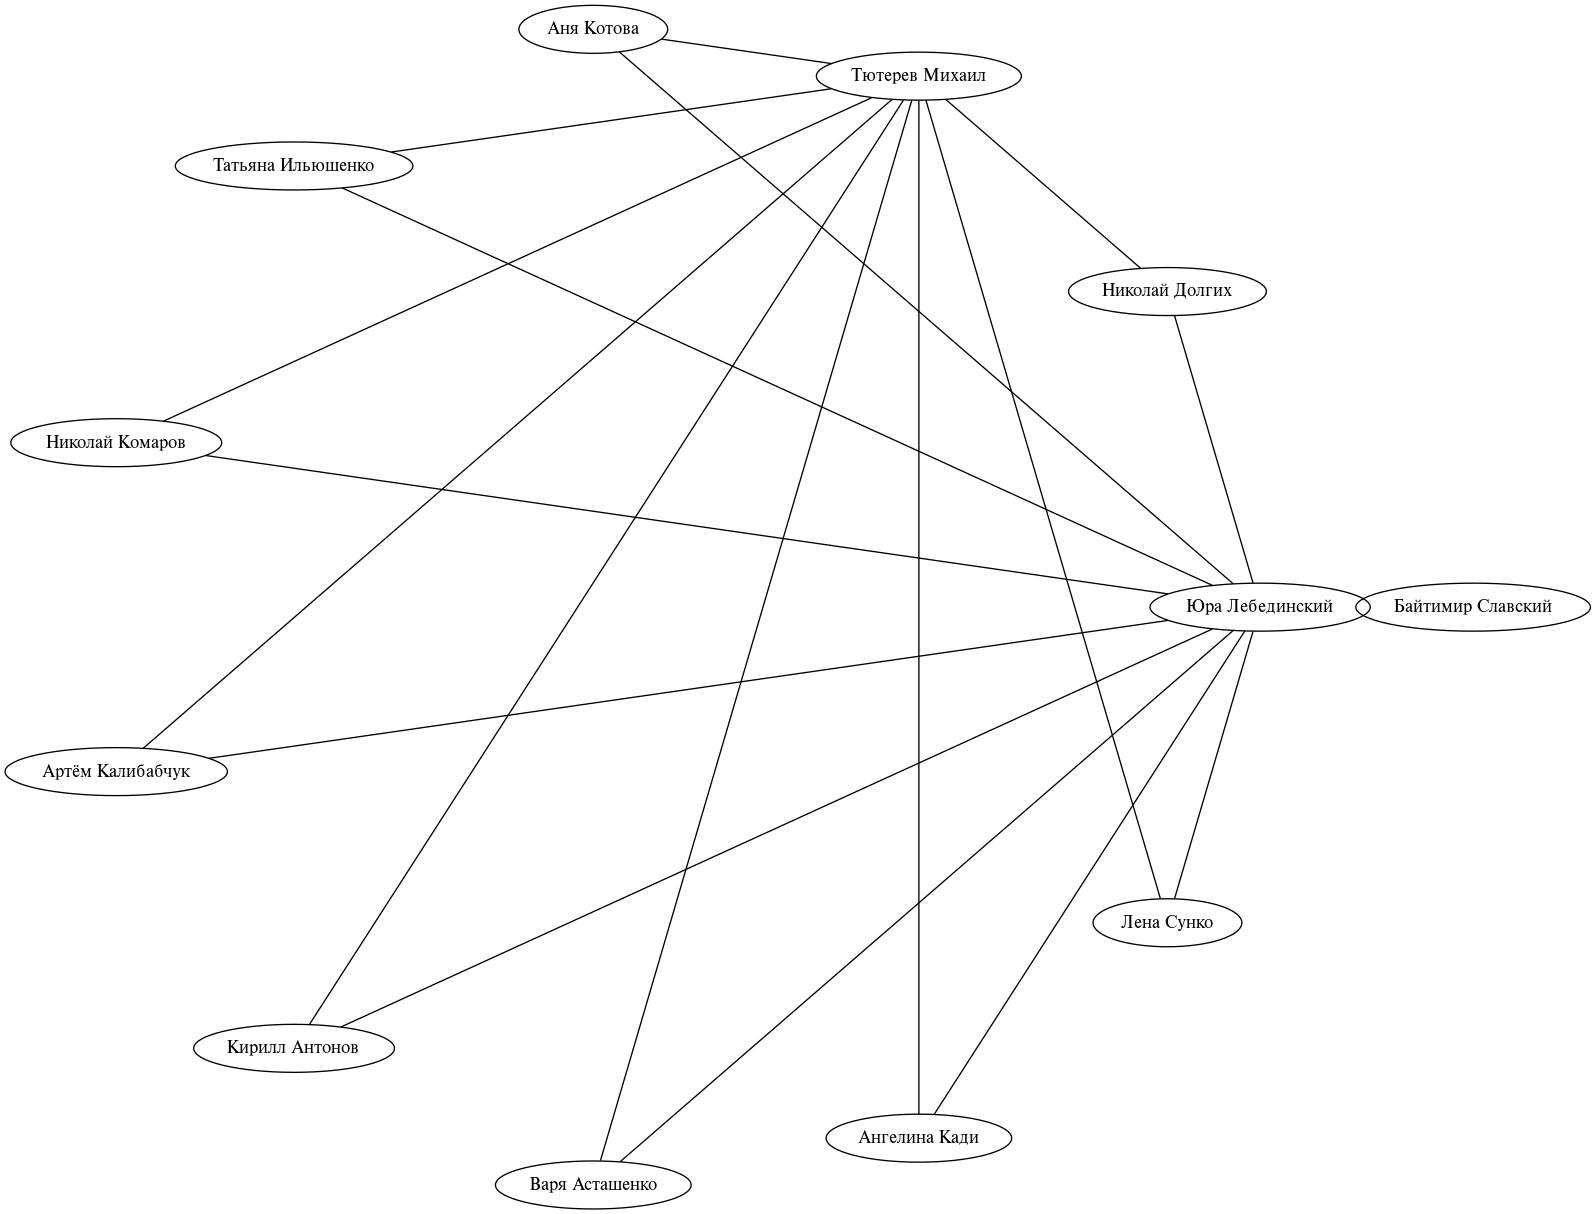 Аня Котова
Тютерев Михаил
Татьяна Ильюшенко
Николай Долгих
Николай Комаров
Юра Лебединский
Байтимир Славский
Артём Калибабчук
Лена Сунко
Кирилл Антонов
Ангелина Кади
Варя Асташенко